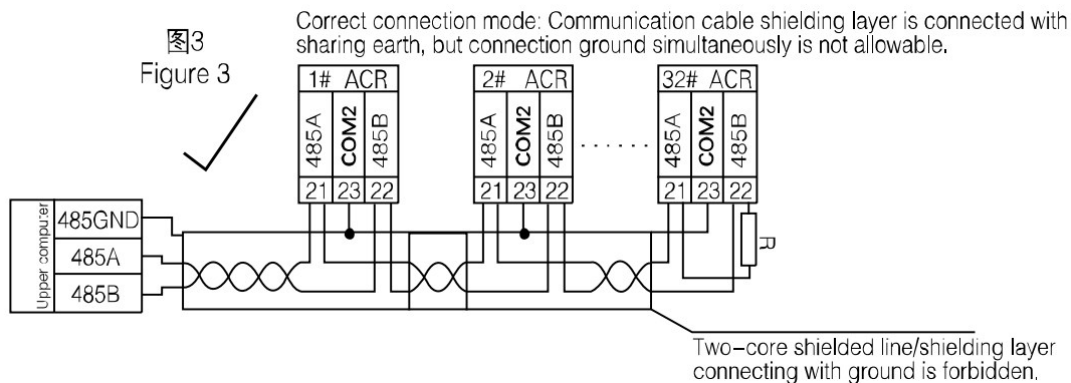 Correct connection mode: Communication cable shielding layer is connected with
sharing earth, but connection ground simultaneously is not allowable.
图3
Figure 3
1# ACR
485A COM2 485B
21 23 22
2# ACR
485A COM2 485B
21 23 22
......
32# ACR
485A COM2 485B
21 23 22
R
Upper computer
485GND
485A
485B
Two-core shielded line/shielding layer
connecting with ground is forbidden.